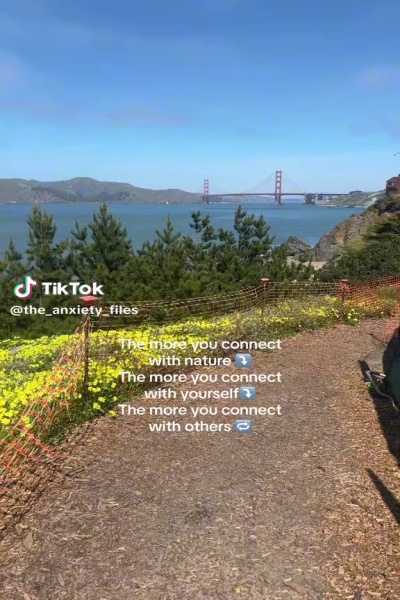 TikTok
@the_anxiety_files
The more you connect
with nature ⤵️
The more you connect
with yourself ⤵️
The more you connect
with others 🔁